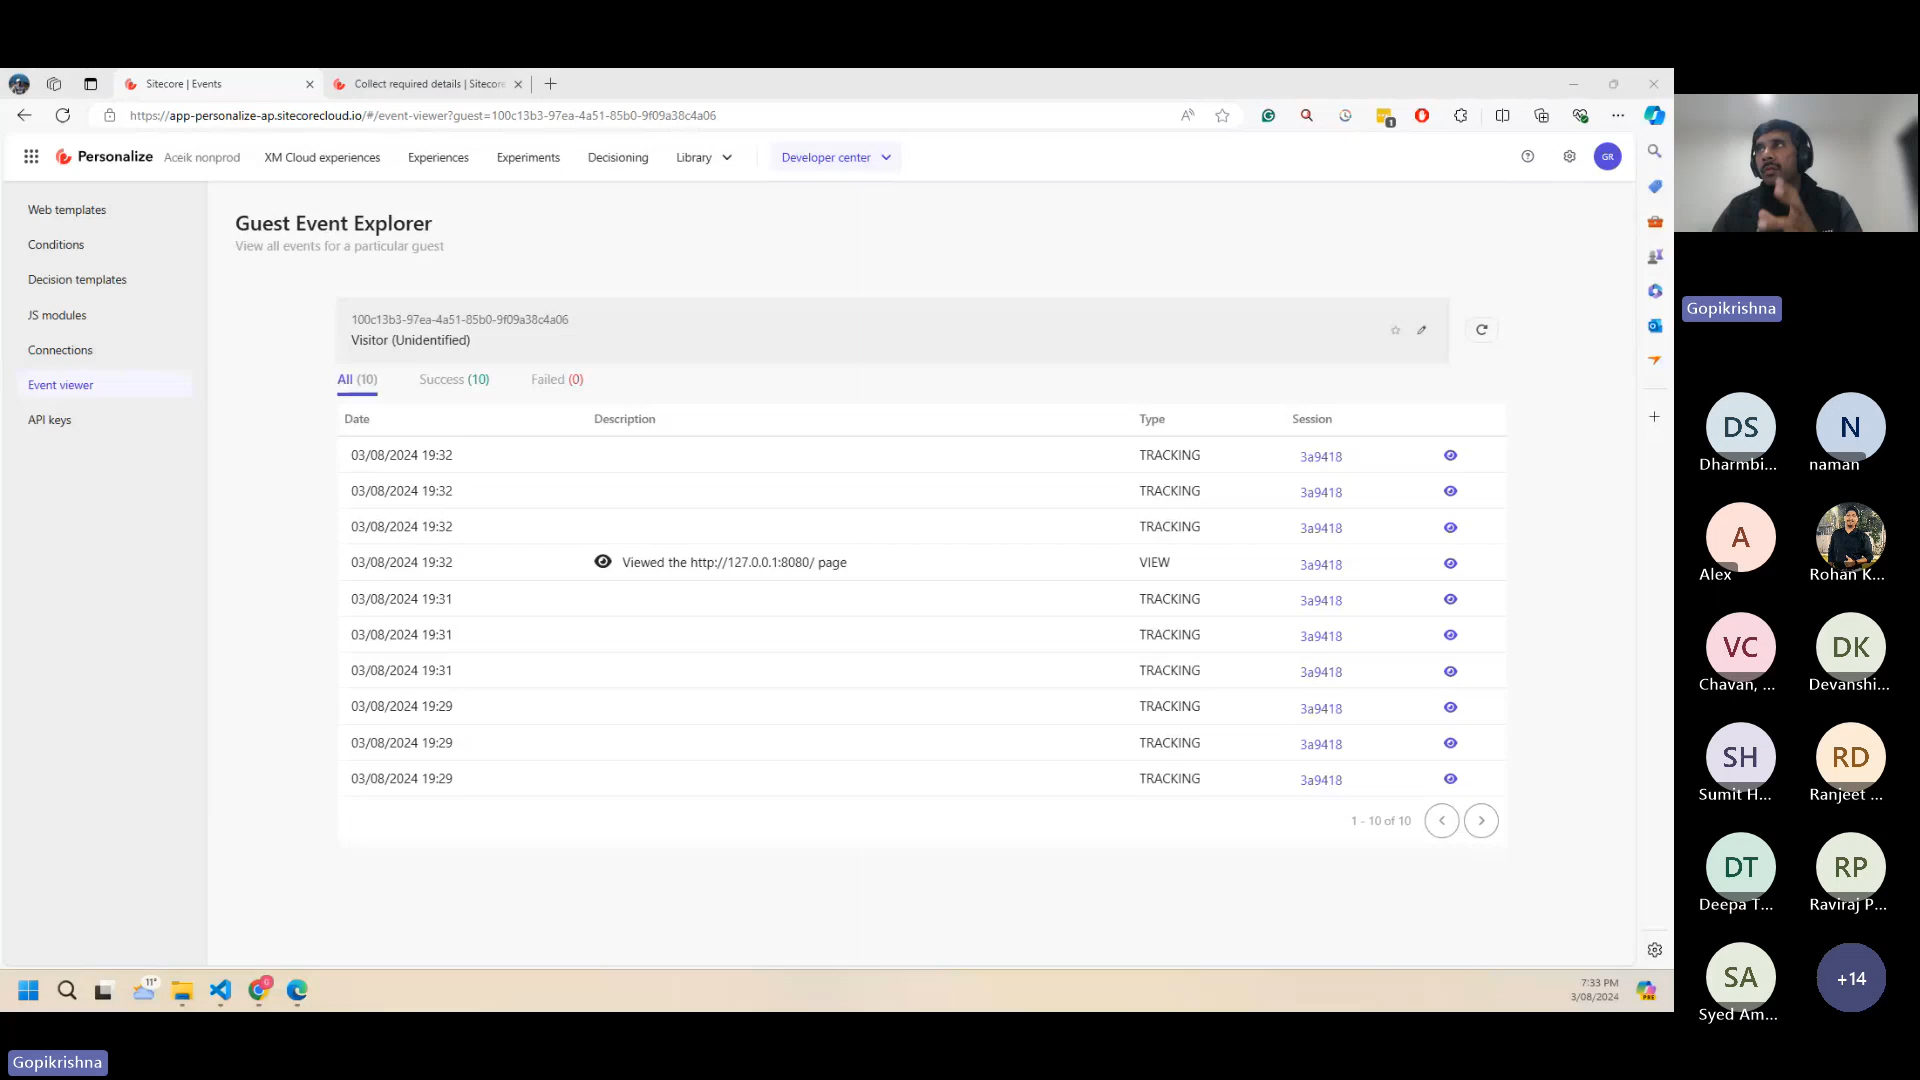 Sitecore | Events
Collect required details | Sitecore
https://app-personalize-ap.sitecorecloud.io/#/event-viewer?guest=100c13b3-97ea-4a51-85b0-9f09a38c4a06
1
Personalize Aceik nonprod XM Cloud experiences Experiences Experiments Decisioning Library Developer center GR
Web templates
Conditions
Decision templates
JS modules
Connections
Event viewer
API keys
Guest Event Explorer
View all events for a particular guest
100c13b3-97ea-4a51-85b0-9f09a38c4a06
Visitor (Unidentified)
All (10) Success (10) Failed (0)
Date Description Type Session
03/08/2024 19:32 TRACKING 3a9418
03/08/2024 19:32 TRACKING 3a9418
03/08/2024 19:32 TRACKING 3a9418
03/08/2024 19:32 Viewed the http://127.0.0.1:8080/ page VIEW 3a9418
03/08/2024 19:31 TRACKING 3a9418
03/08/2024 19:31 TRACKING 3a9418
03/08/2024 19:31 TRACKING 3a9418
03/08/2024 19:29 TRACKING 3a9418
03/08/2024 19:29 TRACKING 3a9418
03/08/2024 19:29 TRACKING 3a9418
1 - 10 of 10
11°
7:33 PM
3/08/2024
Gopikrishna
DS N
Dharmbi... naman
A
Alex Rohan K...
VC DK
Chavan, ... Devanshi...
SH RD
Sumit H... Ranjeet ...
DT RP
Deepa T... Raviraj P...
SA +14
Syed Am...
Gopikrishna